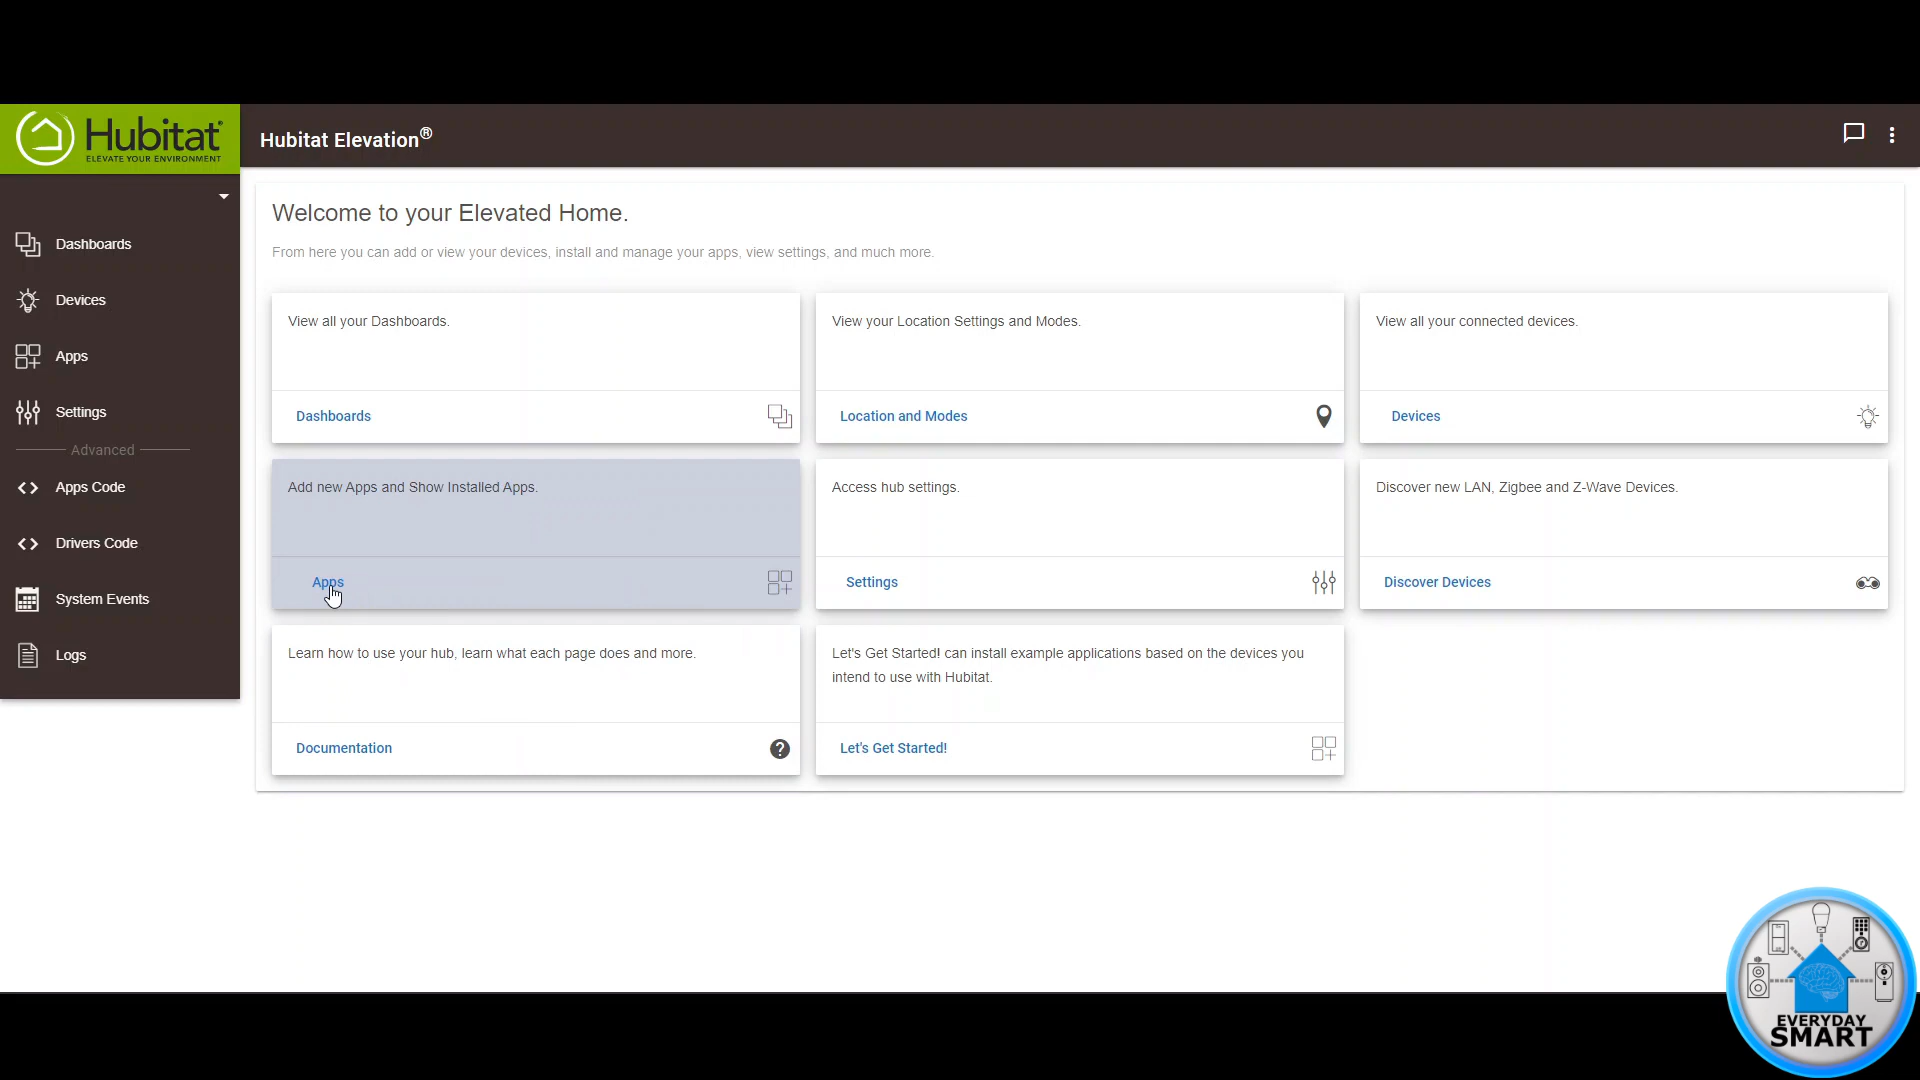 Hubitat®
ELEVATE YOUR ENVIRONMENT
Hubitat Elevation®
Dashboards
Devices
Apps
Settings
Advanced
Apps Code
Drivers Code
System Events
Logs
Welcome to your Elevated Home.
From here you can add or view your devices, install and manage your apps, view settings, and much more.
View all your Dashboards.
Dashboards
View your Location Settings and Modes.
Location and Modes
View all your connected devices.
Devices
Add new Apps and Show Installed Apps.
Apps
Access hub settings.
Settings
Discover new LAN, Zigbee and Z-Wave Devices.
Discover Devices
Learn how to use your hub, learn what each page does and more.
Documentation
Let's Get Started! can install example applications based on the devices you
intend to use with Hubitat.
Let's Get Started!
EVERYDAY
SMART